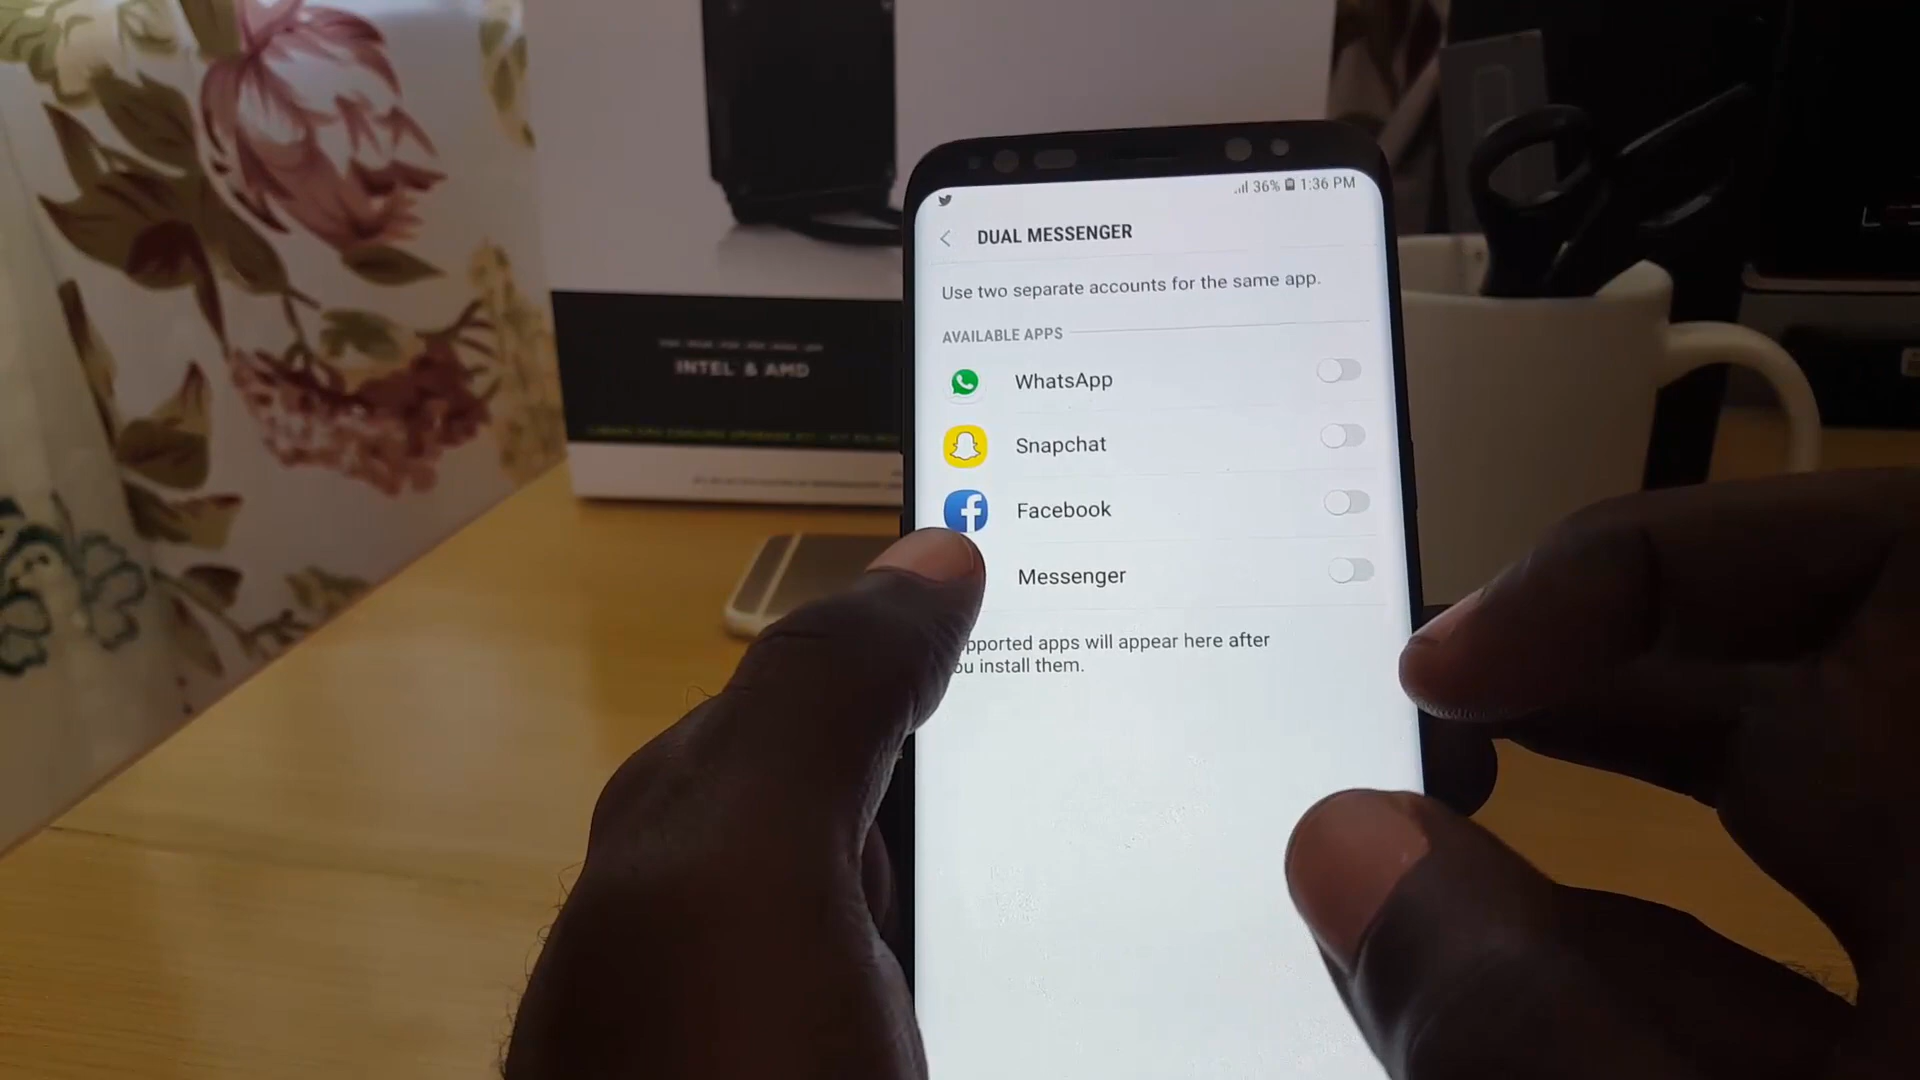 36% 1:36 PM
DUAL MESSENGER
Use two separate accounts for the same app.
AVAILABLE APPS
WhatsApp
Snapchat
Facebook
Messenger
pported apps will appear here after
ou install them.
INTEL & AMD